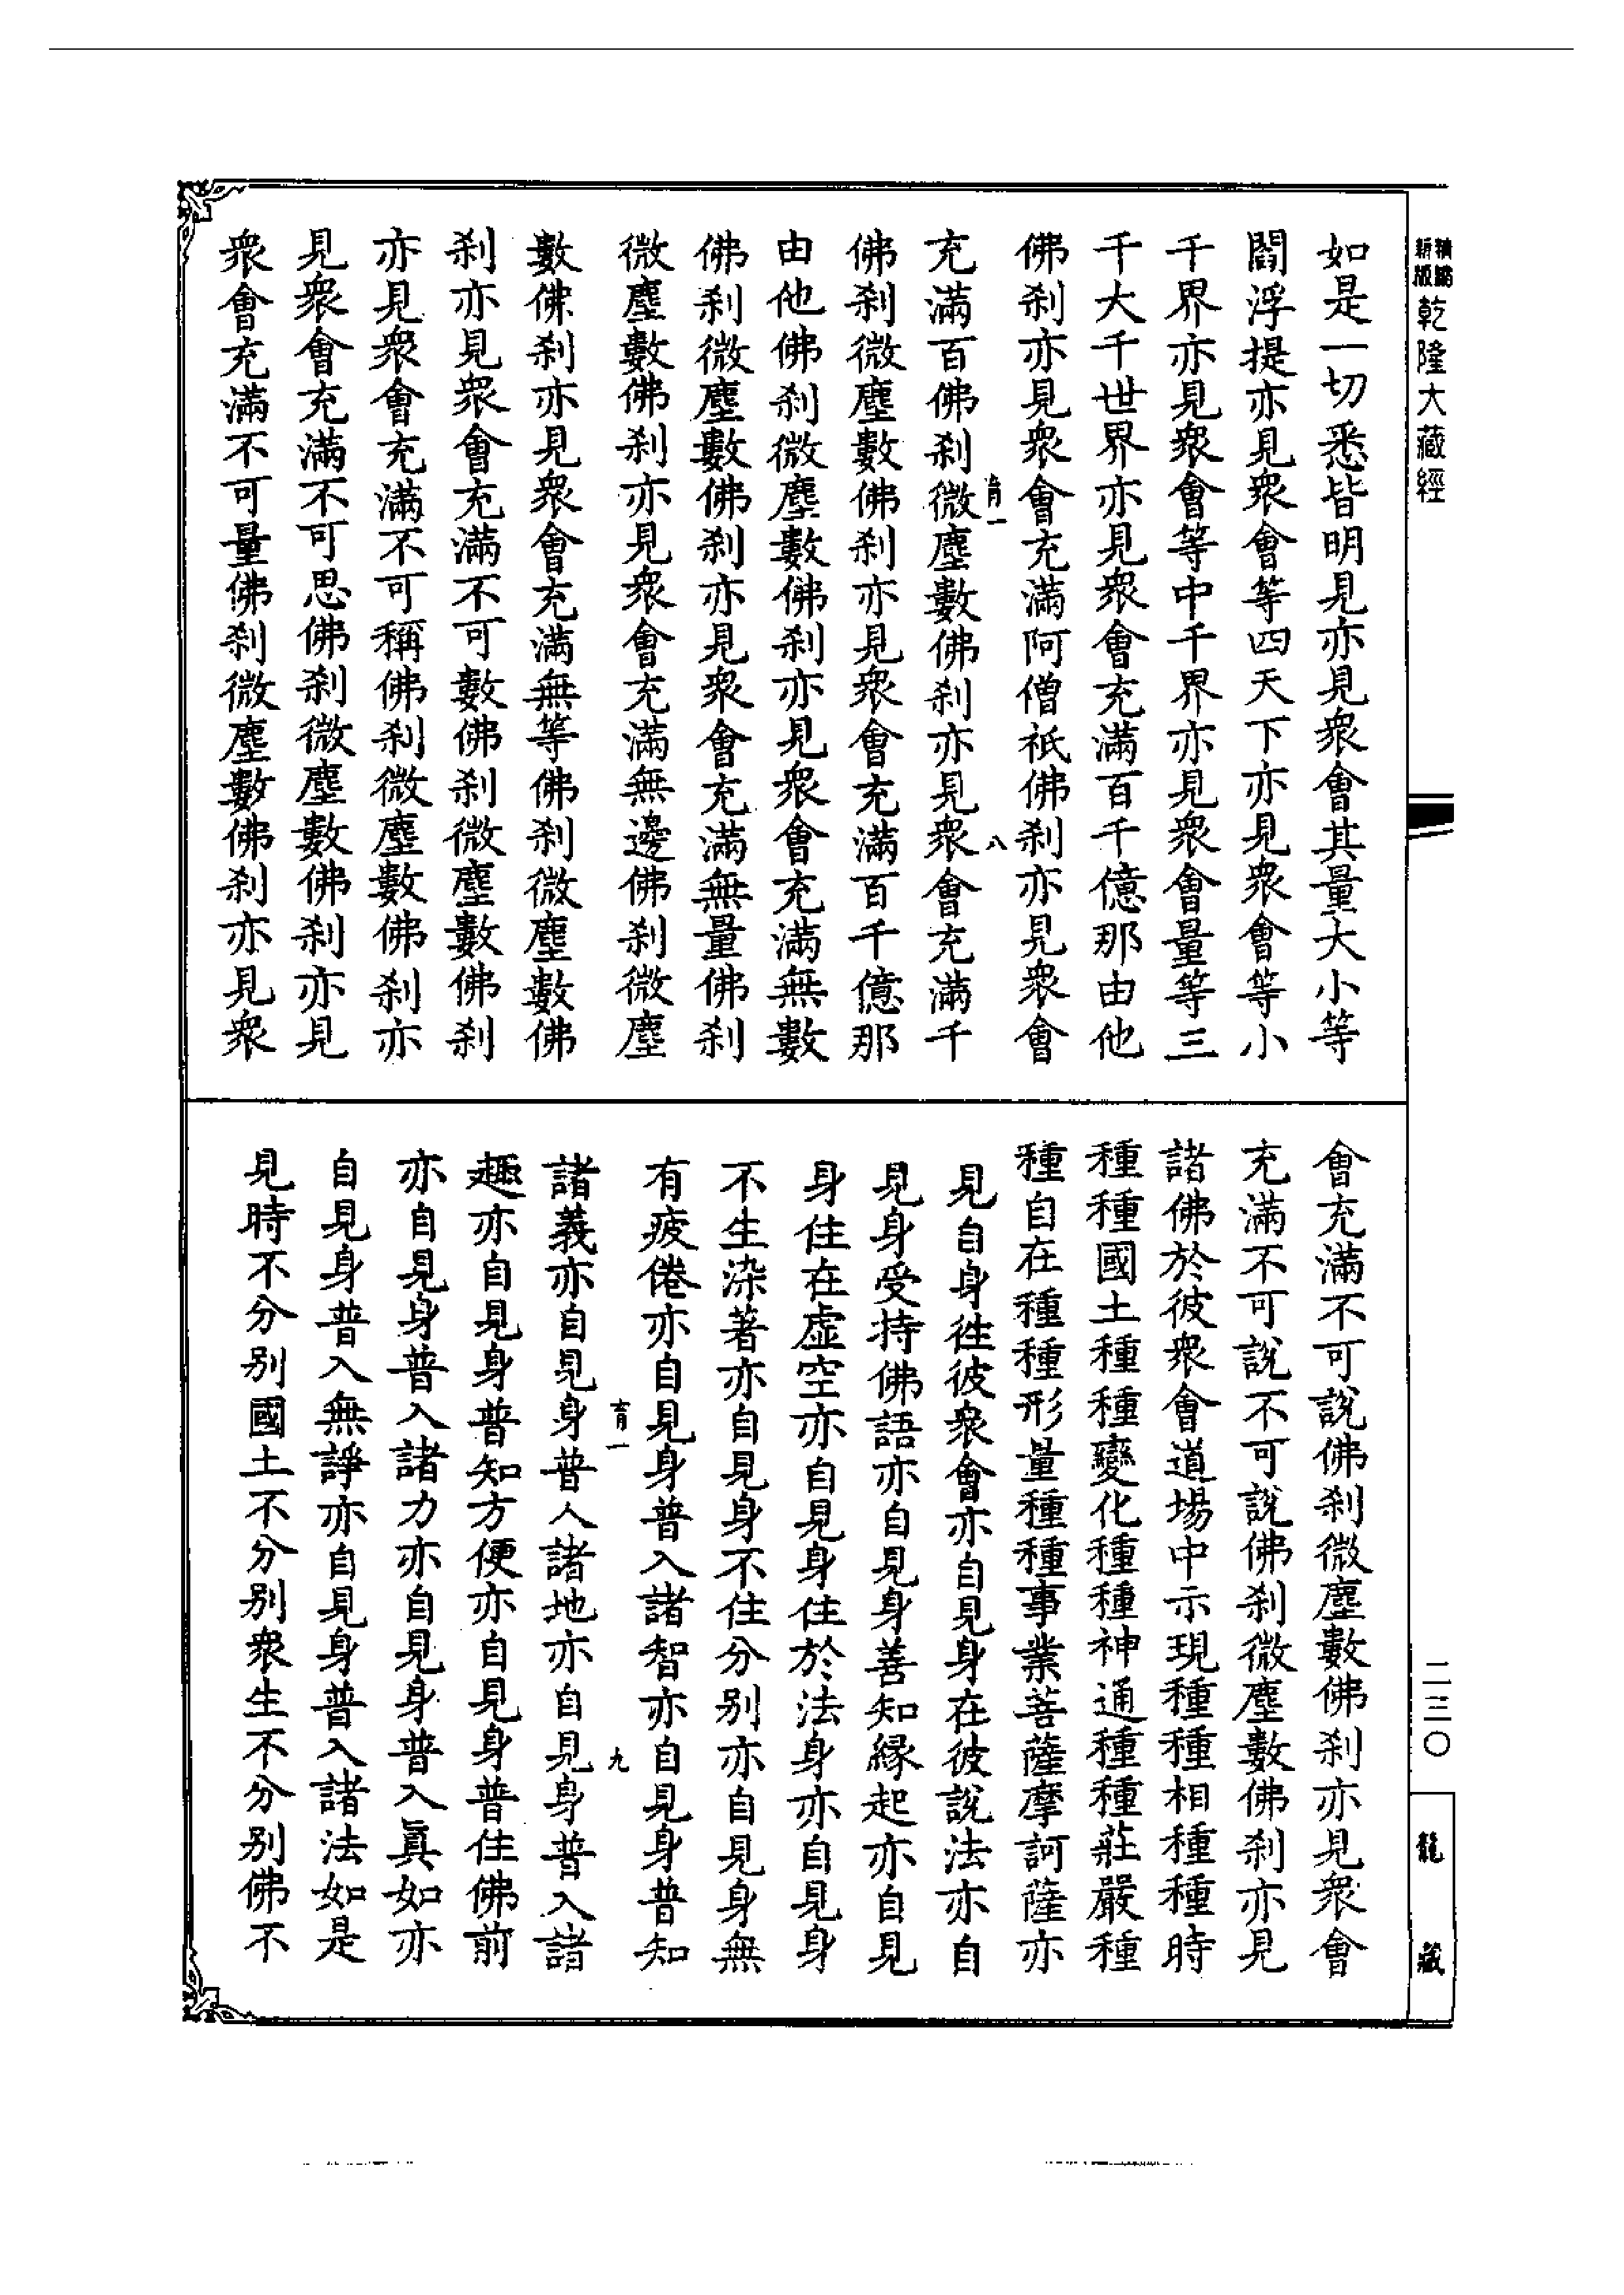 精縮新版乾隆大藏經
如是一切悉皆明見亦見衆會其量大小等
閻浮提亦見衆會等四天下亦見衆會等小
千界亦見衆會等中千界亦見衆會量等三
千大千世界亦見衆會充滿百千億那由他
佛刹亦見衆會充滿阿僧祇佛刹亦見衆會
育一 八
充滿百佛刹微塵數佛刹亦見衆會充滿千
佛刹微塵數佛刹亦見衆會充滿百千億那
由他佛刹微塵數佛刹亦見衆會充滿無數
佛刹微塵數佛刹亦見衆會充滿無量佛刹
微塵數佛刹亦見衆會充滿無邊佛刹微塵
數佛刹亦見衆會充滿無等佛刹微塵數佛
刹亦見衆會充滿不可數佛刹微塵數佛刹
亦見衆會充滿不可稱佛刹微塵數佛刹亦
見衆會充滿不可思佛刹微塵數佛刹亦見
衆會充滿不可量佛刹微塵數佛刹亦見衆
會充滿不可說佛刹微塵數佛刹亦見衆會
充滿不可說不可說佛刹微塵數佛刹亦見
諸佛於彼衆會道場中示現種種相種種時
種種國土種種變化種種神通種種莊嚴種
種自在種種形量種種事業菩薩摩訶薩亦
見自身徃彼衆會亦自見身在彼說法亦自
見身受持佛語亦自見身善知緣起亦自見
身住在虛空亦自見身住於法身亦自見身
不生染著亦自見身不住分别亦自見身無
有疲倦亦自見身普入諸智亦自見身普知
育一 九
諸義亦自見身普入諸地亦自見身普入諸
趣亦自見身普知方便亦自見身普住佛前
亦自見身普入諸力亦自見身普入眞如亦
自見身普入無諍亦自見身普入諸法如是
見時不分别國土不分别衆生不分别佛不
二三〇
龍藏